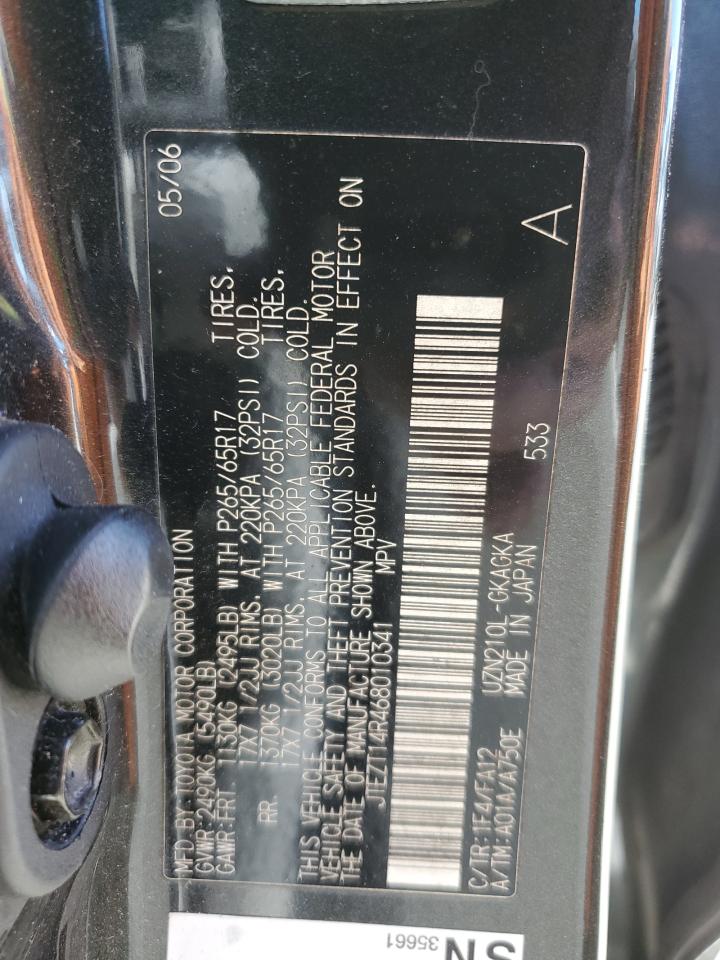 MFD.BY:TOYOTA MOTOR CORPORATION 05/06
GVWR:2490KG (5490LB)
GAWR:FRT 1130KG (2495LB) WITH P265/65R17 TIRES,
17X7 1/2JJ RIMS, AT 220KPA (32PSI) COLD.
RR. 1370KG (3020LB) WITH P265/65R17 TIRES,
17X7 1/2JJ RIMS, AT 220KPA (32PSI) COLD.
THIS VEHICLE CONFORMS TO ALL APPLICABLE FEDERAL MOTOR
VEHICLE SAFETY AND THEFT PREVENTION STANDARDS IN EFFECT ON
THE DATE OF MANUFACTURE SHOWN ABOVE.
JTEZT14R468010341 MPV
C/TR:1F4/FA12 UZN210L-GKAGKA
A/TM:A01A/A750E MADE IN JAPAN 533
A
35661
SN